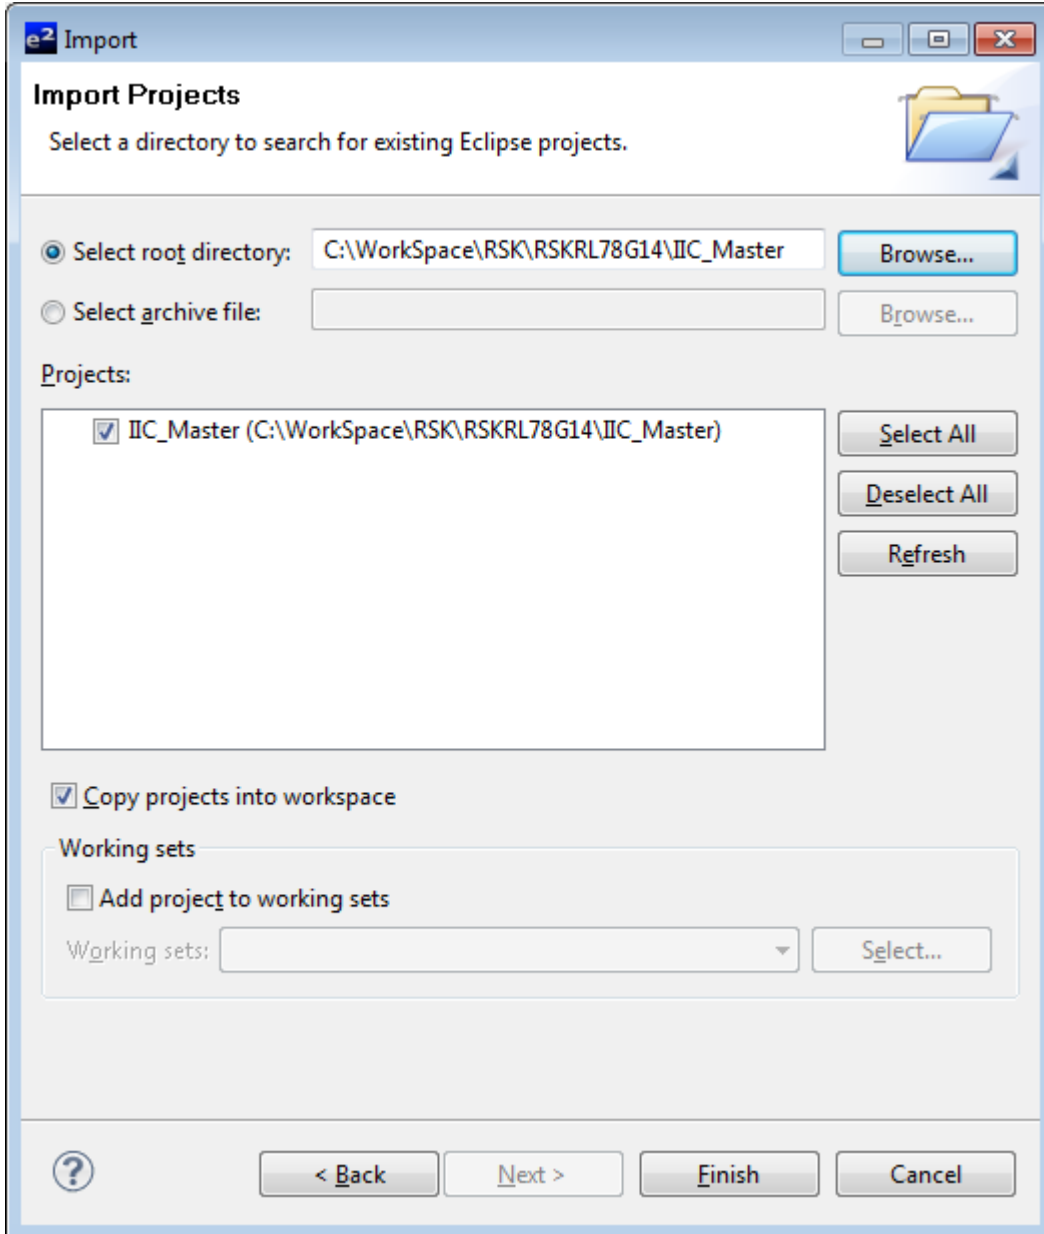 e² Import
Import Projects
Select a directory to search for existing Eclipse projects.
Select root directory: C:\WorkSpace\RSK\RSKRL78G14\IIC_Master Browse...
Select archive file: Browse...
Projects:
IIC_Master (C:\WorkSpace\RSK\RSKRL78G14\IIC_Master) Select All
Deselect All
Refresh
Copy projects into workspace
Working sets
Add project to working sets
Working sets: Select...
? < Back Next > Finish Cancel